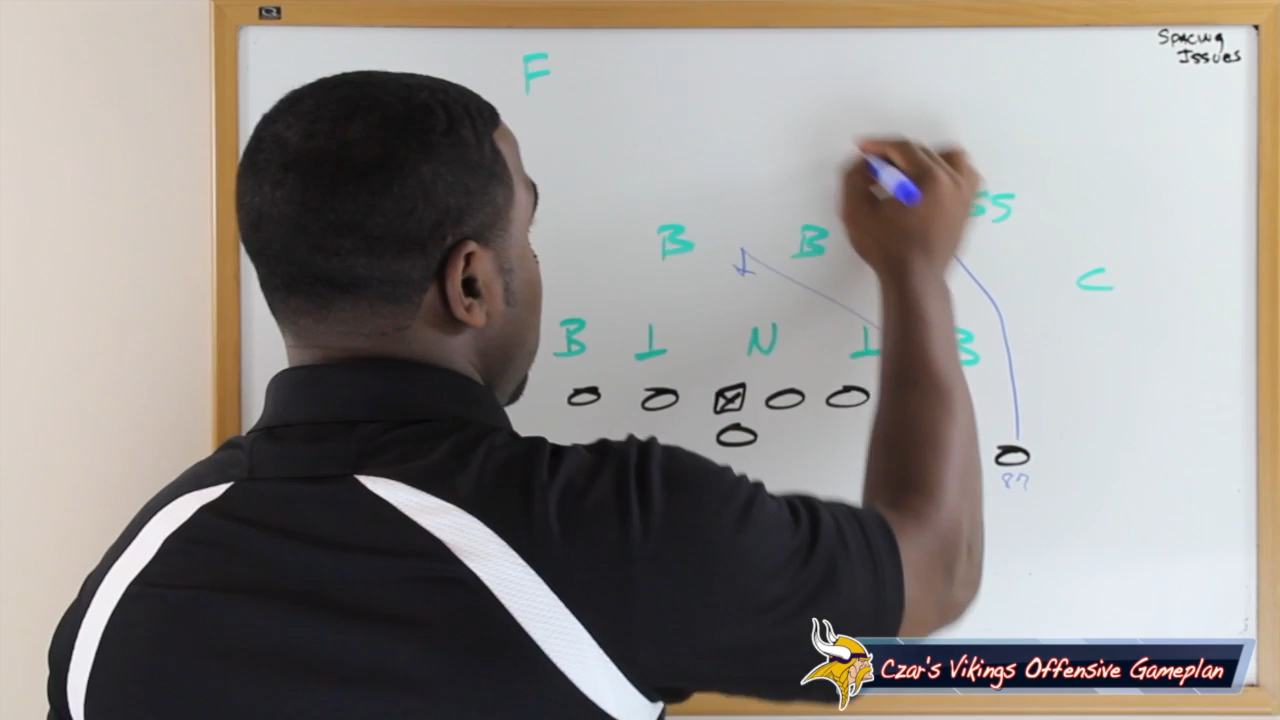 Spacing
Issues
F
SS
B B
C
B I N I B
X
87
Czar's Vikings Offensive Gameplan